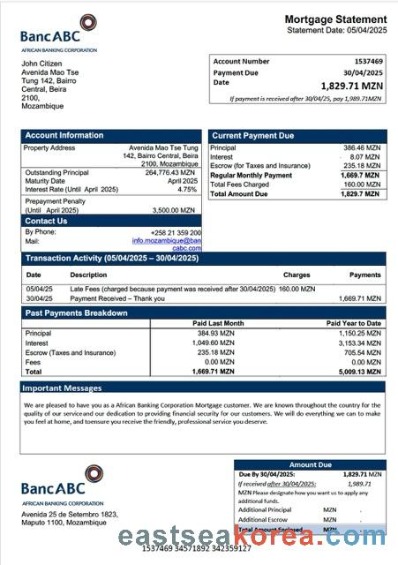 BancABC
AFRICAN BANKING CORPORATION
Mortgage Statement
Statement Date: 05/04/2025
John Citizen
Avenida Mao Tse
Tung 142, Bairro
Central, Beira
2100,
Mozambique
Account Number 1537469
Payment Due 30/04/2025
Date 1,829.71 MZN
If payment is received after 30/04/25, pay 1,989.71MZN
Account Information
Property Address Avenida Mao Tse Tung
142, Bairro Central, Beira
2100, Mozambique
Outstanding Principal 264,776.43 MZN
Maturity Date April 2025
Interest Rate (Until April 2025) 4.75%
Prepayment Penalty
(Until April 2025) 3,500.00 MZN
Contact Us
By Phone: +258 21 359 200
Mail: info.mozambique@ban
cabc.com
Current Payment Due
Principal 386.46 MZN
Interest 8.07 MZN
Escrow (for Taxes and Insurance) 235.18 MZN
Regular Monthly Payment 1,669.7 MZN
Total Fees Charged 160.00 MZN
Total Amount Due 1,829.7 MZN
Transaction Activity (05/04/2025 – 30/04/2025)
Date Description Charges Payments
05/04/25 Late Fees (charged because payment was received after 30/04/2025) 160.00 MZN
30/04/25 Payment Received – Thank you 1,669.71 MZN
Past Payments Breakdown
Paid Last Month Paid Year to Date
Principal 384.93 MZN 1,150.25 MZN
Interest 1,049.60 MZN 3,153.34 MZN
Escrow (Taxes and Insurance) 235.18 MZN 705.54 MZN
Fees 0.00 MZN 0.00 MZN
Total 1,669.71 MZN 5,009.13 MZN
Important Messages
We are pleased to have you as a African Banking Corporation Mortgage customer. We are known throughout the country for the
quality of our service and our dedication to providing financial security for our customers. We will do everything we can to make
you feel at home, and to ensure you receive the friendly, professional service you deserve.
BancABC
AFRICAN BANKING CORPORATION
Avenida 25 de Setembro 1823,
Maputo 1100, Mozambique
Amount Due
Due By 30/04/2025: 1,829.71 MZN
If received after 30/04/2025: 1,989.71
MZN Please designate how you want us to apply any
additional funds.
Additional Principal MZN .
Additional Escrow MZN .
Total Amount Enclosed MZN .
eastseakorea.com
1537469 34571892 342359127